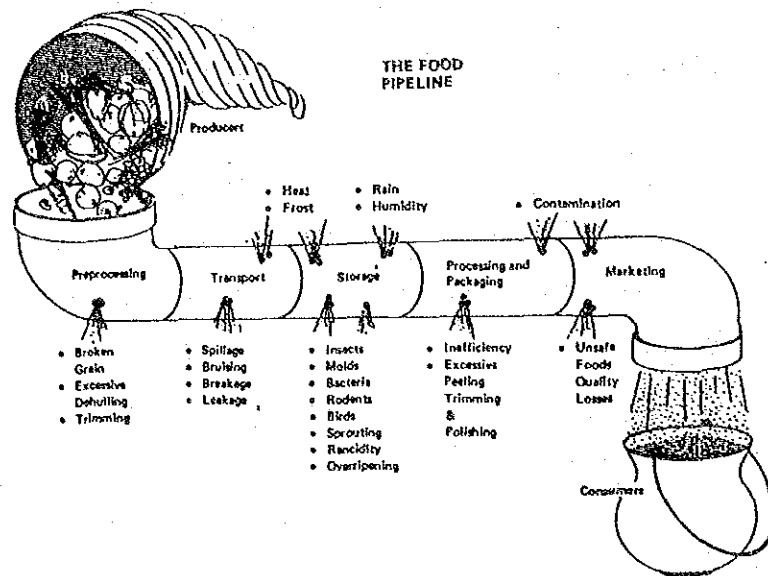 THE FOOD
PIPELINE
Producers
• Heat
• Frost
• Rain
• Humidity
• Contamination
Preprocessing
Transport
Storage
Processing and
Packaging
Marketing
• Broken
Grain
• Excessive
Dehulling
• Trimming
• Spillage
• Bruising
• Breakage
• Leakage
• Insects
• Molds
• Bacteria
• Rodents
• Birds
• Sprouting
• Rancidity
• Overripening
• Inefficiency
• Excessive
Peeling
Trimming
&
Polishing
• Unsafe
Foods
Quality
Losses
Consumers